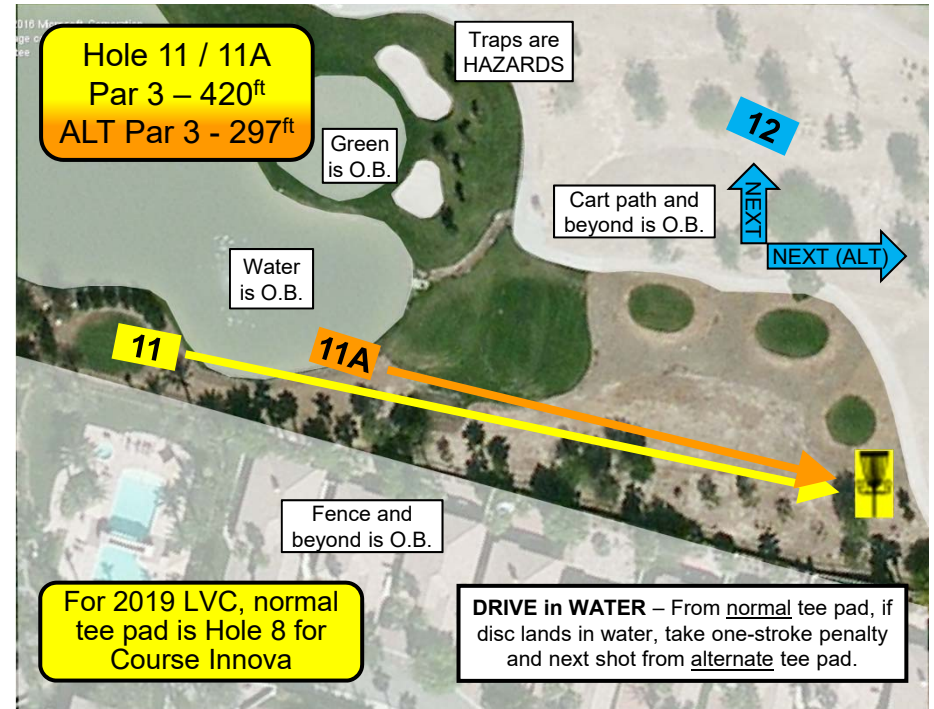 2016 Microsoft Corporation
Hole 11 / 11A
Par 3 – 420ft
ALT Par 3 - 297ft
Traps are
HAZARDS
Green
is O.B.
12
Cart path and
beyond is O.B.
NEXT
NEXT (ALT)
Water
is O.B.
11
11A
Fence and
beyond is O.B.
For 2019 LVC, normal
tee pad is Hole 8 for
Course Innova
DRIVE in WATER – From normal tee pad, if
disc lands in water, take one-stroke penalty
and next shot from alternate tee pad.